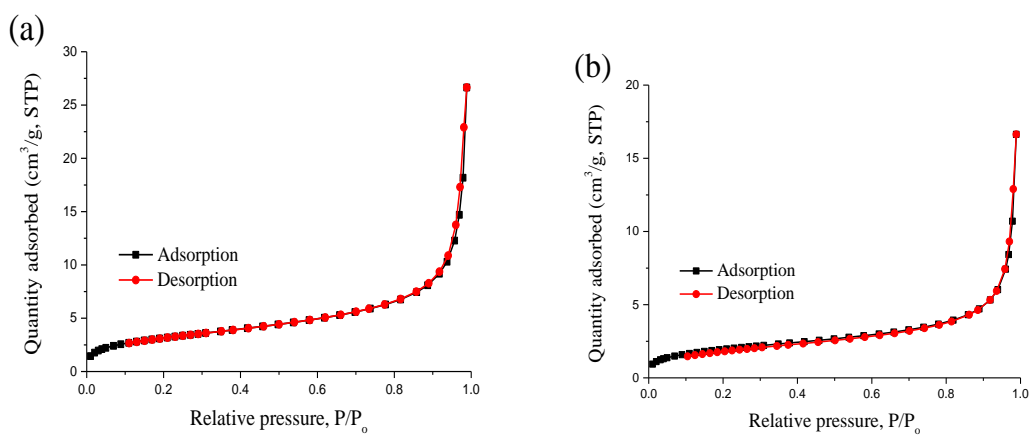 (a)
30
25
20
15
10
5
0
Quantity adsorbed (cm³/g, STP)
Adsorption
Desorption
0.0 0.2 0.4 0.6 0.8 1.0
Relative pressure, P/Pₒ
(b)
20
15
10
5
0
Quantity adsorbed (cm³/g, STP)
Adsorption
Desorption
0.0 0.2 0.4 0.6 0.8 1.0
Relative pressure, P/Pₒ